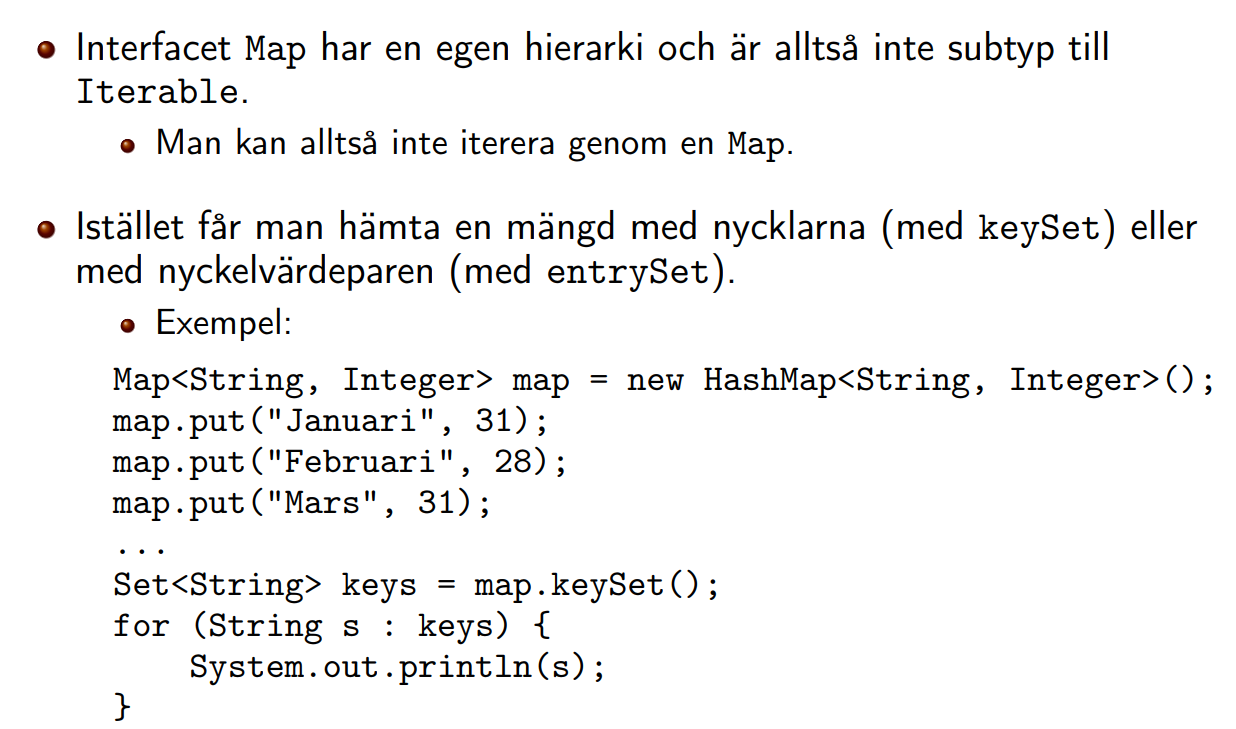 Interfacet Map har en egen hierarki och är alltså inte subtyp till
Iterable.
Man kan alltså inte iterera genom en Map.
Istället får man hämta en mängd med nycklarna (med keySet) eller
med nyckelvärdeparen (med entrySet).
Exempel:
Map<String, Integer> map = new HashMap<String, Integer>();
map.put("Januari", 31);
map.put("Februari", 28);
map.put("Mars", 31);
...
Set<String> keys = map.keySet();
for (String s : keys) {
    System.out.println(s);
}